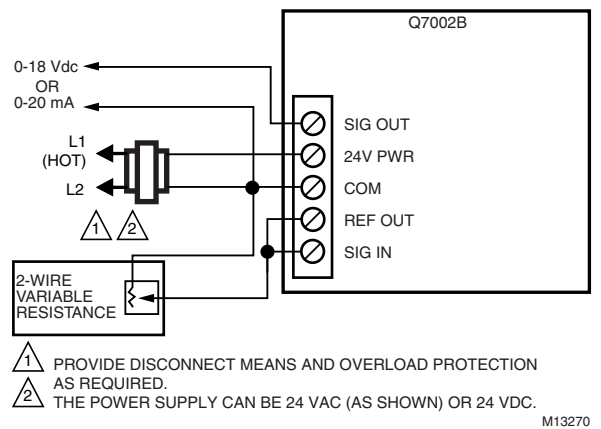 Q7002B
0-18 Vdc
OR
0-20 mA
L1
(HOT)
L2
SIG OUT
24V PWR
COM
REF OUT
SIG IN
1 2
2-WIRE
VARIABLE
RESISTANCE
1 PROVIDE DISCONNECT MEANS AND OVERLOAD PROTECTION
AS REQUIRED.
2 THE POWER SUPPLY CAN BE 24 VAC (AS SHOWN) OR 24 VDC.
M13270